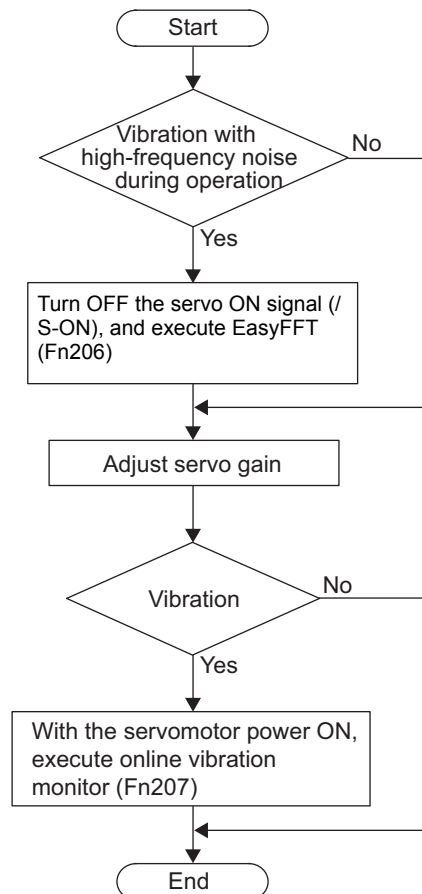 Start
Vibration with
high-frequency noise
during operation
No
Yes
Turn OFF the servo ON signal (/
S-ON), and execute EasyFFT
(Fn206)
Adjust servo gain
Vibration
No
Yes
With the servomotor power ON,
execute online vibration
monitor (Fn207)
End